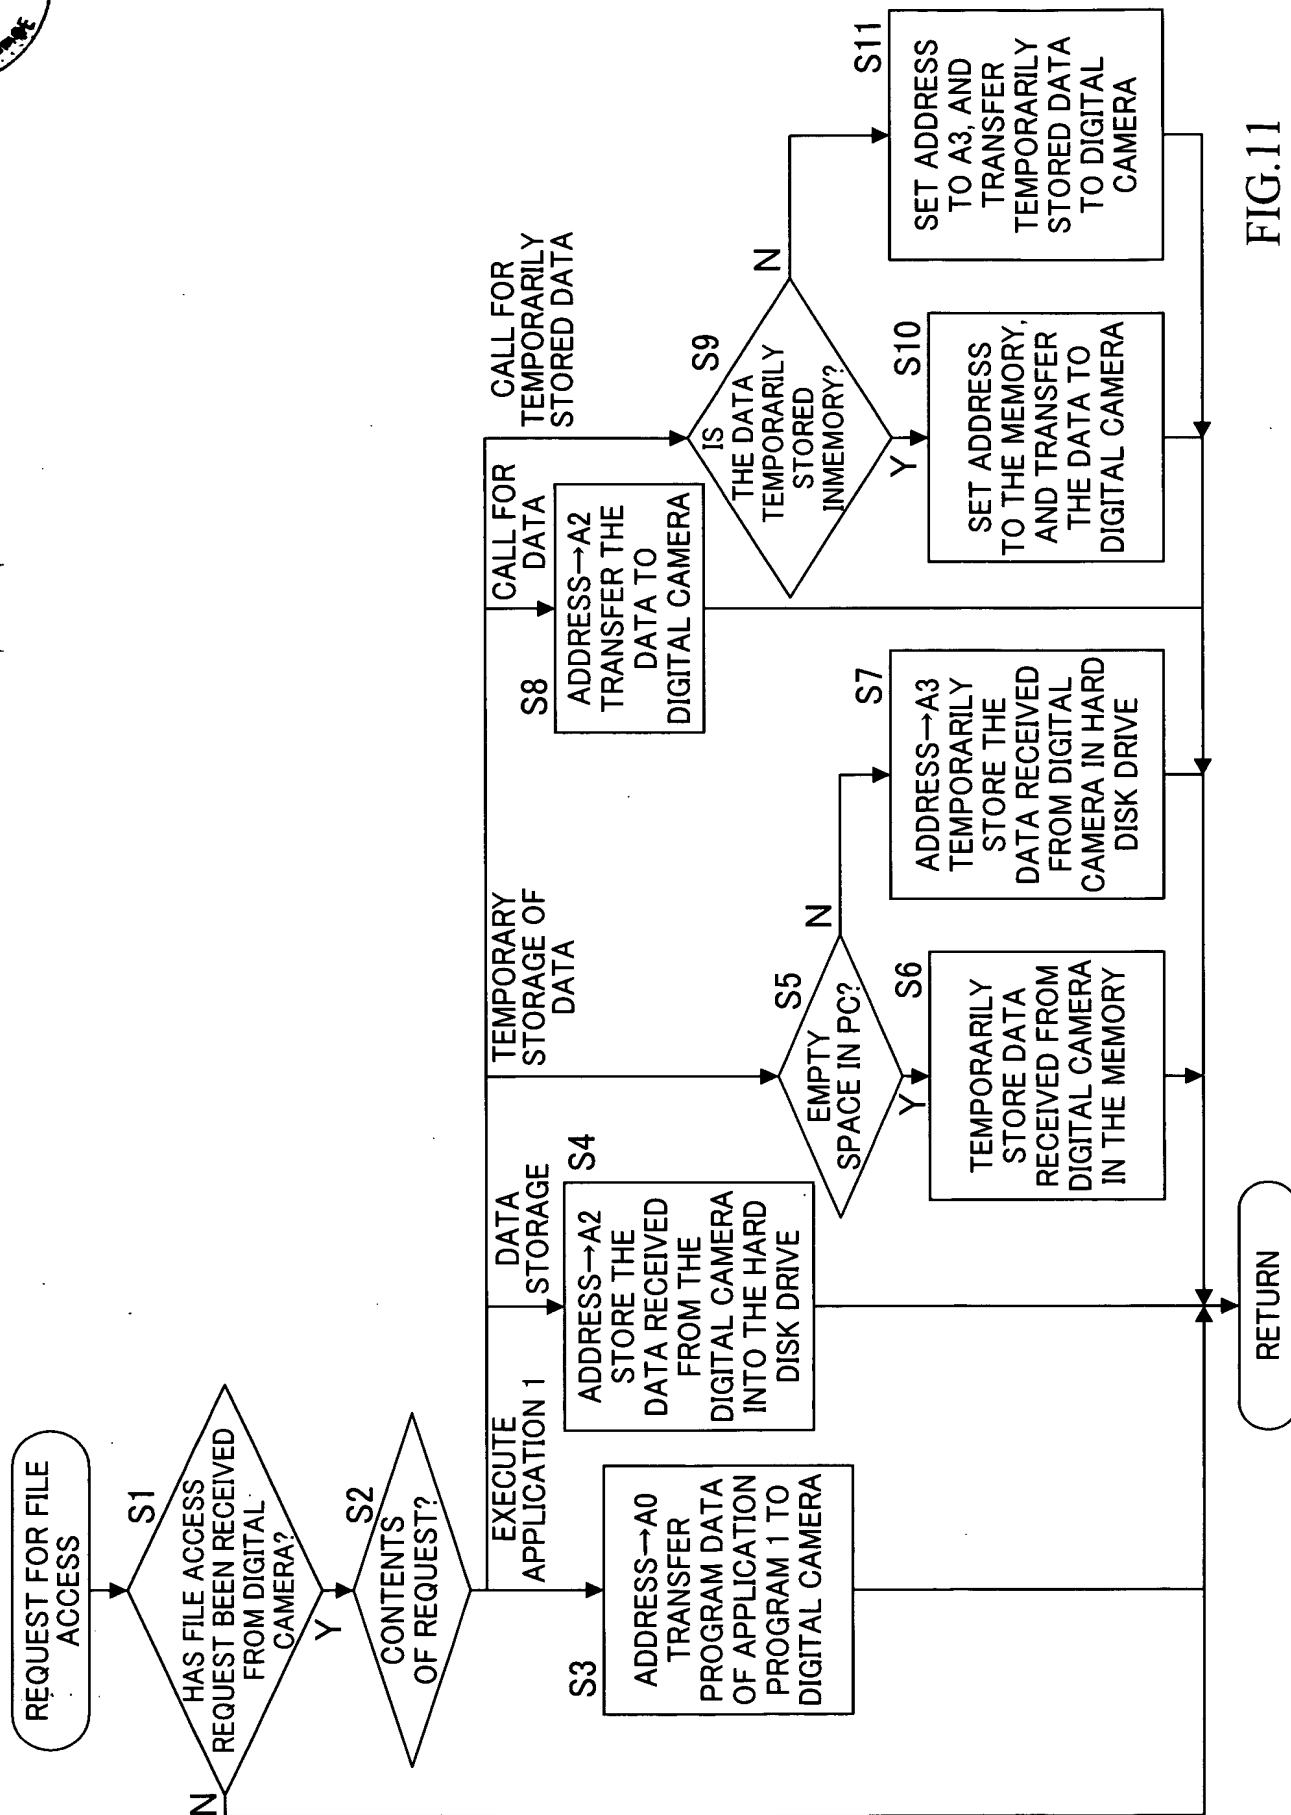 REQUEST FOR FILE
ACCESS
S1
HAS FILE ACCESS
REQUEST BEEN RECEIVED
FROM DIGITAL
CAMERA?
N
Y
S2
CONTENTS
OF REQUEST?
EXECUTE
APPLICATION 1
S3
ADDRESS→A0
TRANSFER
PROGRAM DATA
OF APPLICATION
PROGRAM 1 TO
DIGITAL CAMERA
DATA
STORAGE
S4
ADDRESS→A2
STORE THE
DATA RECEIVED
FROM THE
DIGITAL CAMERA
INTO THE HARD
DISK DRIVE
TEMPORARY
STORAGE OF
DATA
S5
EMPTY
SPACE IN PC?
Y
N
S6
TEMPORARILY
STORE DATA
RECEIVED FROM
DIGITAL CAMERA
IN THE MEMORY
S7
ADDRESS→A3
TEMPORARILY
STORE THE
DATA RECEIVED
FROM DIGITAL
CAMERA IN HARD
DISK DRIVE
CALL FOR
DATA
S8
ADDRESS→A2
TRANSFER THE
DATA TO
DIGITAL CAMERA
CALL FOR
TEMPORARILY
STORED DATA
S9
IS
THE DATA
TEMPORARILY
STORED
INMEMORY?
Y
N
S10
SET ADDRESS
TO THE MEMORY,
AND TRANSFER
THE DATA TO
DIGITAL CAMERA
S11
SET ADDRESS
TO A3, AND
TRANSFER
TEMPORARILY
STORED DATA
TO DIGITAL
CAMERA
RETURN
FIG.11